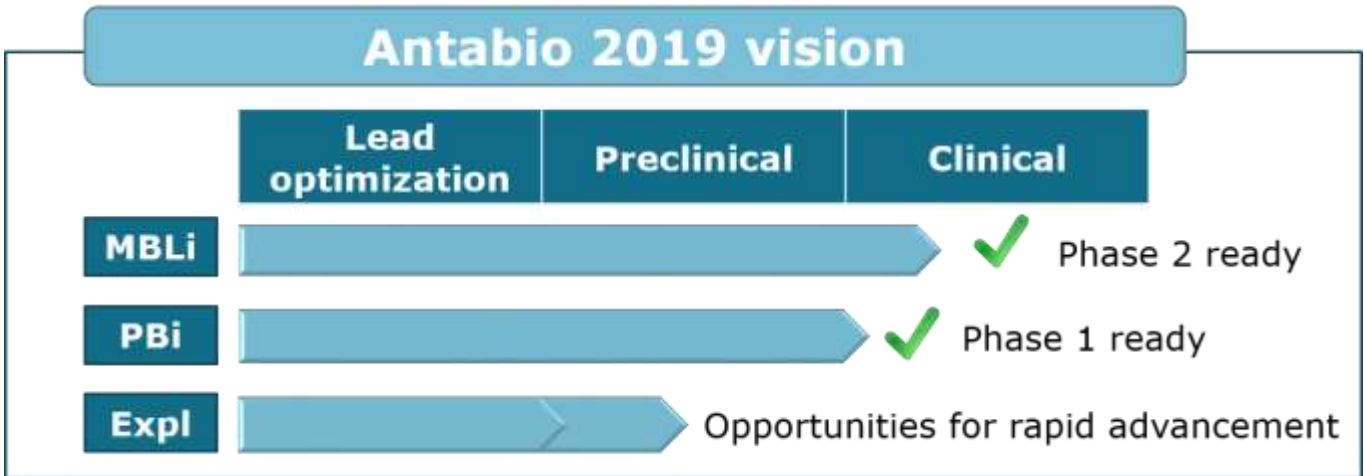 Antabio 2019 vision
Lead
optimization
Preclinical
Clinical
MBLi
Phase 2 ready
PBi
Phase 1 ready
Expl
Opportunities for rapid advancement